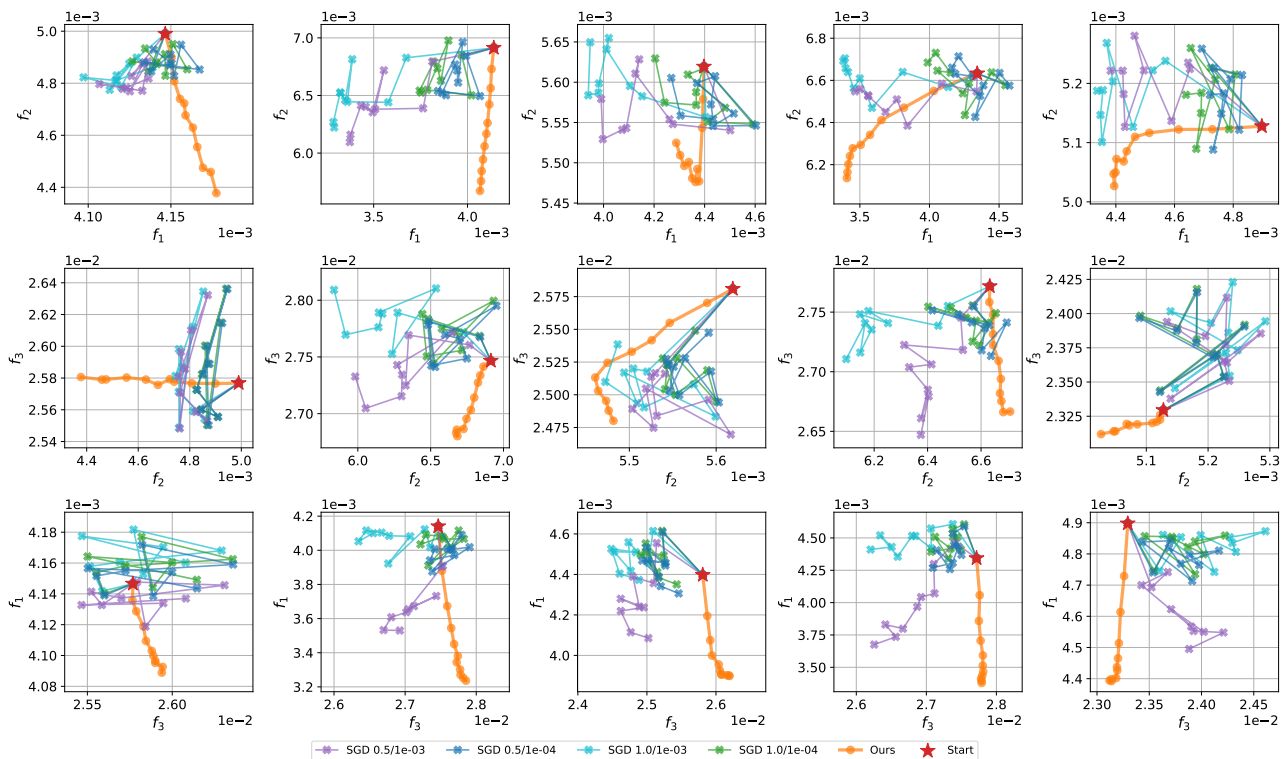 1e−3 1e−3 1e−3 1e−3 1e−3
5.0 7.0 5.65 6.8 5.2
4.8 6.5 5.60 6.6 5.1
4.6 6.0 5.55 6.4 5.0
4.4 5.50 6.2
5.45 6.0
f2 f2 f2 f2 f2
4.10 4.15 3.5 4.0 4.0 4.2 4.4 4.6 3.5 4.0 4.5 4.4 4.6 4.8
f1 1e−3 f1 1e−3 f1 1e−3 f1 1e−3 f1 1e−3
1e−2 1e−2 1e−2 1e−2 1e−2
2.64 2.80 2.575 2.75 2.425
2.62 2.75 2.550 2.70 2.400
2.60 2.70 2.525 2.65 2.375
2.58 2.500 2.350
2.56 2.475 2.325
2.54
f3 f3 f3 f3 f3
4.4 4.6 4.8 5.0 6.0 6.5 7.0 5.5 5.6 6.2 6.4 6.6 5.1 5.2 5.3
f2 1e−3 f2 1e−3 f2 1e−3 f2 1e−3 f2 1e−3
1e−3 1e−3 1e−3 1e−3 1e−3
4.18 4.2 4.6 4.50 4.9
4.16 4.0 4.4 4.25 4.8
4.14 3.8 4.2 4.00 4.7
4.12 3.6 4.0 3.75 4.6
4.10 3.4 3.50 4.5
4.08 3.2 4.4
f1 f1 f1 f1 f1
2.55 2.60 2.6 2.7 2.8 2.4 2.5 2.6 2.6 2.7 2.8 2.30 2.35 2.40 2.45
f3 1e−2 f3 1e−2 f3 1e−2 f3 1e−2 f3 1e−2
SGD 0.5/1e-03 SGD 0.5/1e-04 SGD 1.0/1e-03 SGD 1.0/1e-04 Ours Start